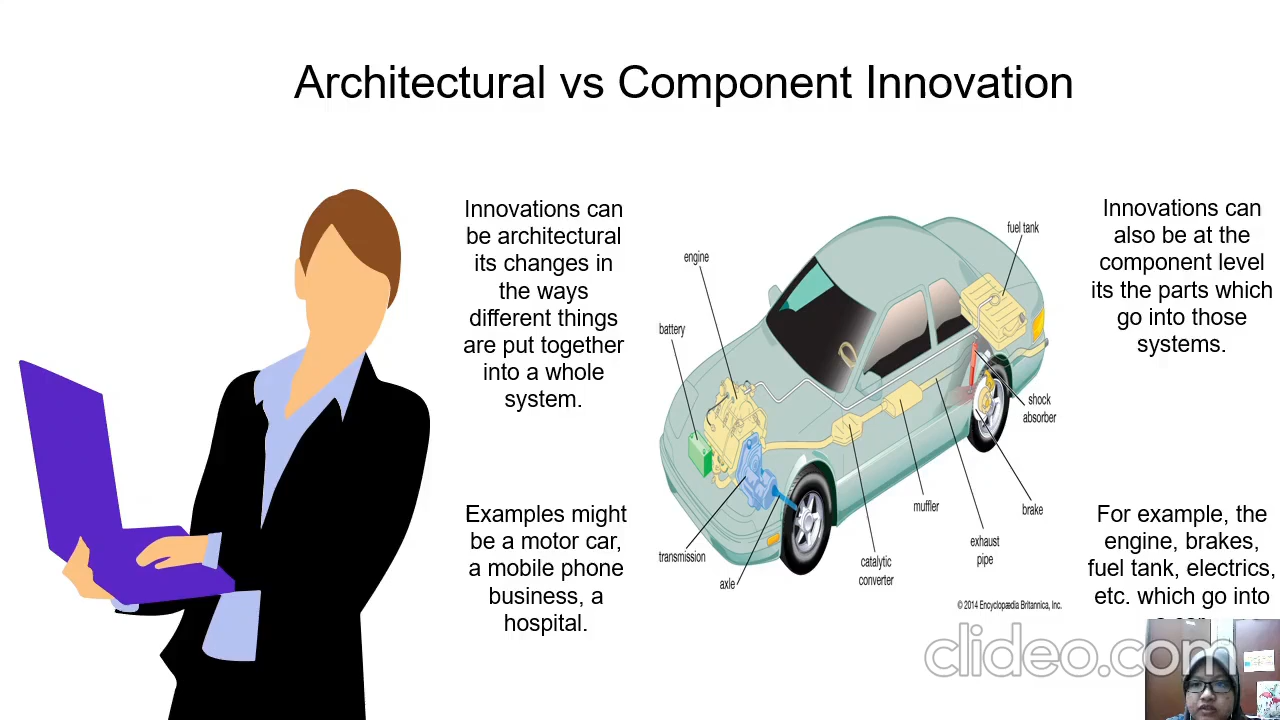 Architectural vs Component Innovation
Innovations can
be architectural
its changes in
the ways
different things
are put together
into a whole
system.
Examples might
be a motor car,
a mobile phone
business, a
hospital.
fuel tank
engine
battery
shock
absorber
muffler
brake
exhaust
pipe
transmission
catalytic
converter
axle
© 2014 Encyclopædia Britannica, Inc.
Innovations can
also be at the
component level
its the parts which
go into those
systems.
For example, the
engine, brakes,
fuel tank, electrics,
etc. which go into
clideo.com